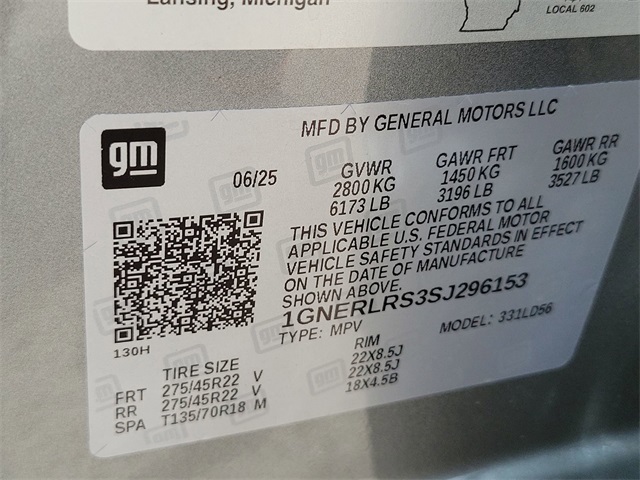 Lansing, Michigan
LOCAL 602
MFD BY GENERAL MOTORS LLC
gm
06/25
GVWR GAWR FRT GAWR RR
2800 KG 1450 KG 1600 KG
6173 LB 3196 LB 3527 LB
THIS VEHICLE CONFORMS TO ALL
APPLICABLE U.S. FEDERAL MOTOR
VEHICLE SAFETY STANDARDS IN EFFECT
ON THE DATE OF MANUFACTURE
SHOWN ABOVE.
1GNERLRS3SJ296153
TYPE: MPV MODEL: 331LD56
130H
TIRE SIZE RIM
FRT 275/45R22 V 22X8.5J
RR 275/45R22 V 22X8.5J
SPA T135/70R18 M 18X4.5B